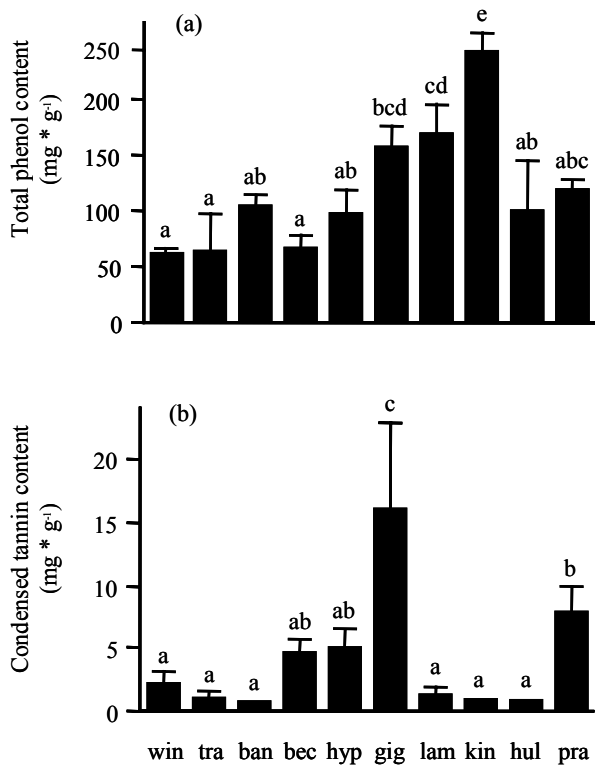 (a)
Total phenol content
(mg * g-1)
250
200
150
100
50
0
a
a
ab
a
ab
bcd
cd
e
ab
abc
(b)
Condensed tannin content
(mg * g-1)
20
15
10
5
0
a
a
a
ab
ab
c
a
a
a
b
win tra ban bec hyp gig lam kin hul pra